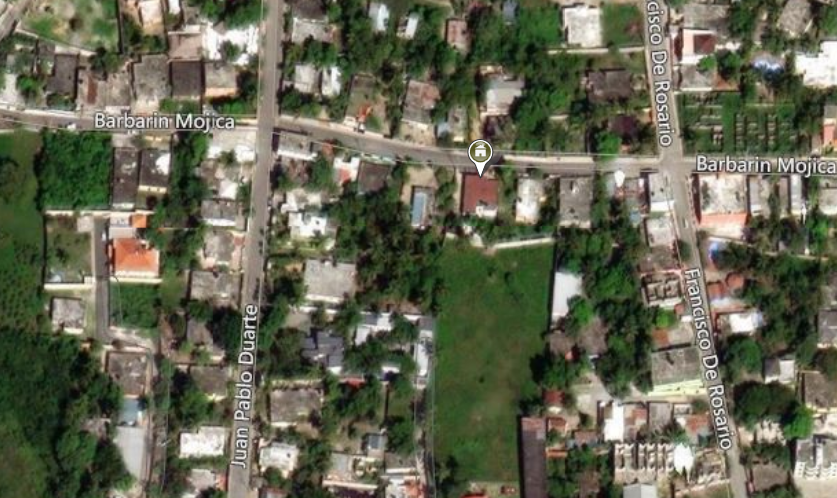 Francisco De Rosario
Barbarin Mojica
Barbarin Mojica
Juan Pablo Duarte
Francisco De Rosario